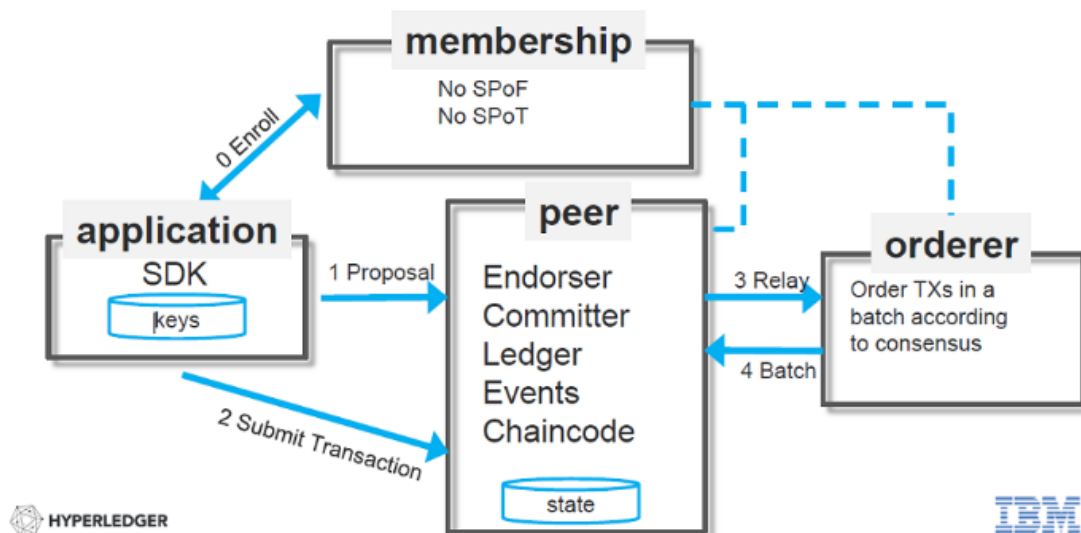 membership
No SPoF
No SPoT
0 Enroll
application
SDK
keys
1 Proposal
2 Submit Transaction
peer
Endorser
Committer
Ledger
Events
Chaincode
state
3 Relay
4 Batch
orderer
Order TXs in a
batch according
to consensus
HYPERLEDGER
IBM